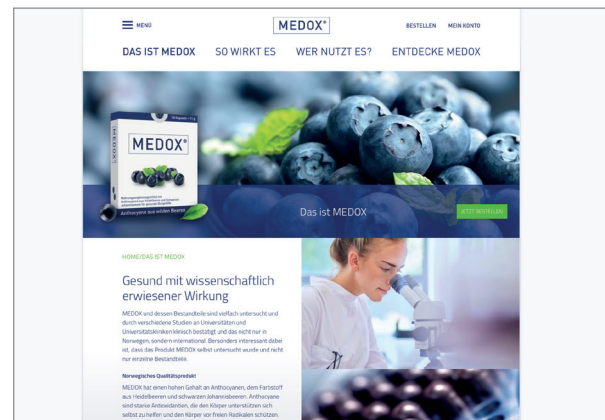 MENÜ
MEDOX®
BESTELLEN MEIN KONTO
DAS IST MEDOX SO WIRKT ES WER NUTZT ES? ENTDECKE MEDOX
MEDOX®
Anthocyane aus wilden Beeren
Das ist MEDOX
JETZT BESTELLEN
HOME/DAS IST MEDOX
Gesund mit wissenschaftlich
erwiesener Wirkung
MEDOX und dessen Bestandteile sind vielfach untersucht und
durch verschiedene Studien an Universitäten und
Universitätskliniken klinisch bestätigt und das nicht nur in
Norwegen, sondern international. Bersonders interessant dabei
ist, dass das Produkt MEDOX selbst untersucht wurde und nicht
nur einzelne Bestandteile.
Norwegisches Qualitätsprodukt
MEDOX hat einen hohen Gehalt an Anthocyanen, dem Farbstoff
aus Heidelbeeren und schwarzen Johannisbeeren. Anthocyane
sind starke Antioxidantien, die den Körper unterstützen sich
selbst zu helfen und den Körper vor freien Radikalen schützen.